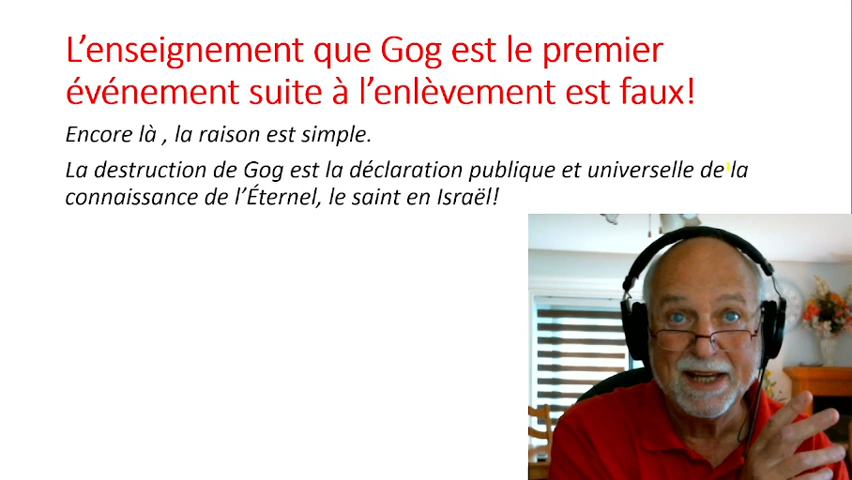 L’enseignement que Gog est le premier
événement suite à l’enlèvement est faux!
Encore là , la raison est simple.
La destruction de Gog est la déclaration publique et universelle de la
connaissance de l’Éternel, le saint en Israël!